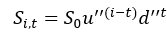 S_{i,t} = S_0 u''^{(i-t)} d''^t